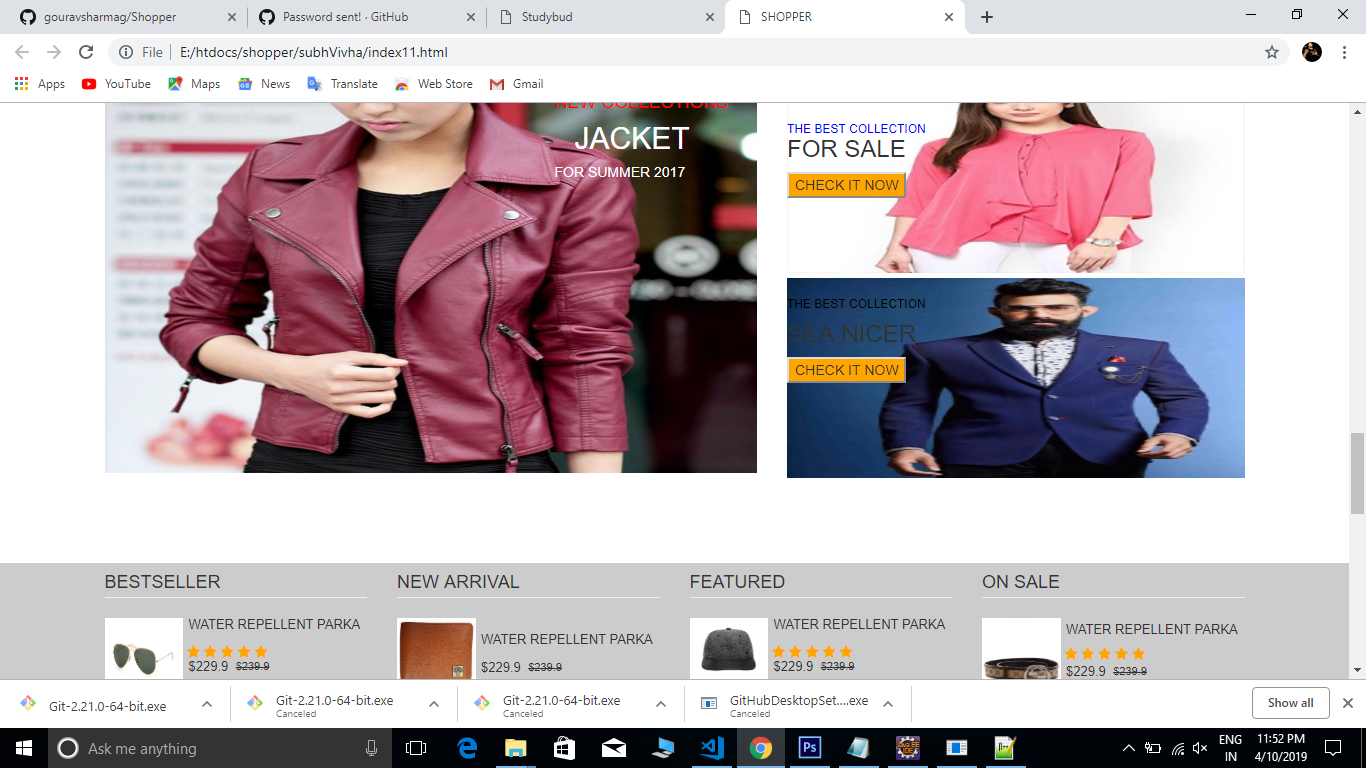 gouravsharmag/Shopper
Password sent! · GitHub
Studybud
SHOPPER
File
E:/htdocs/shopper/subhVivha/index11.html
Apps
YouTube
Maps
News
Translate
Web Store
Gmail
NEW COLLECTIONS
JACKET
FOR SUMMER 2017
THE BEST COLLECTION
FOR SALE
CHECK IT NOW
THE BEST COLLECTION
SEA NICER
CHECK IT NOW
BESTSELLER
WATER REPELLENT PARKA
$229.9 $239.9
NEW ARRIVAL
WATER REPELLENT PARKA
$229.9 $239.9
FEATURED
WATER REPELLENT PARKA
$229.9 $239.9
ON SALE
WATER REPELLENT PARKA
$229.9 $239.9
Git-2.21.0-64-bit.exe
Git-2.21.0-64-bit.exe
Canceled
Git-2.21.0-64-bit.exe
Canceled
GitHubDesktopSet....exe
Canceled
Show all
Ask me anything
Ps
ENG
IN
11:52 PM
4/10/2019